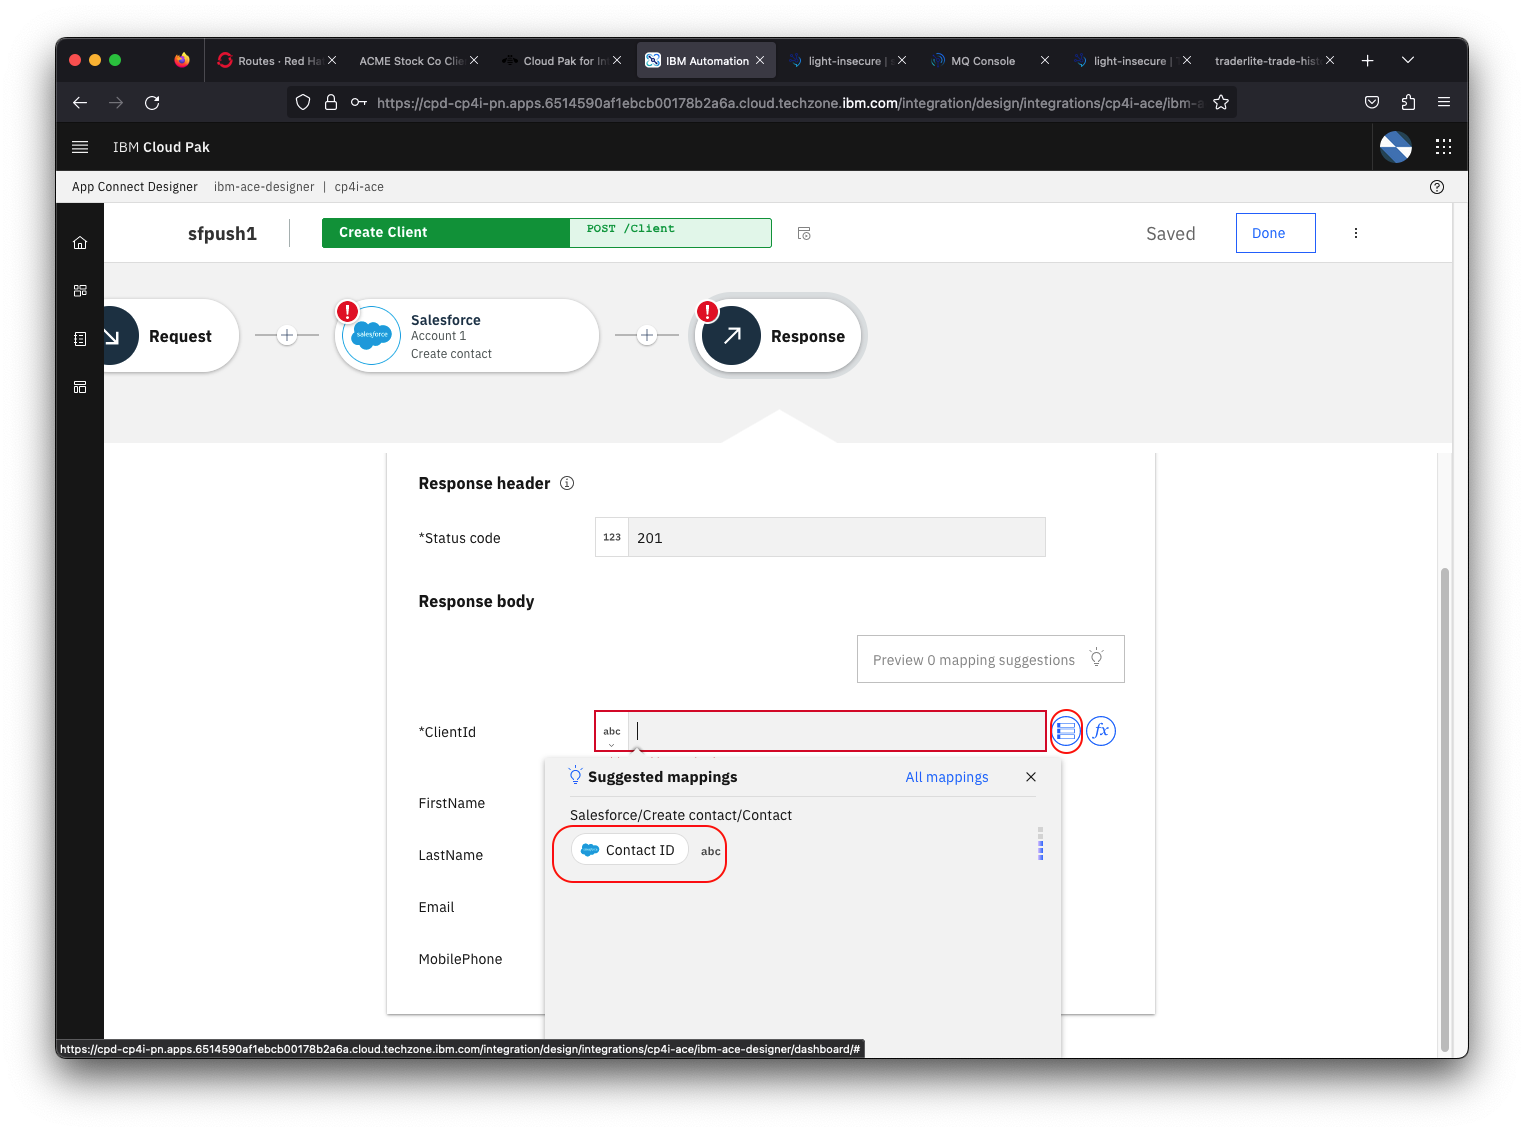 Routes · Red Ha
ACME Stock Co Clie
Cloud Pak for In
IBM Automation
light-insecure |
MQ Console
light-insecure |
traderlite-trade-hist
https://cpd-cp4i-pn.apps.6514590af1ebcb00178b2a6a.cloud.techzone.ibm.com/integration/design/integrations/cp4i-ace/ibm-a
IBM Cloud Pak
App Connect Designer ibm-ace-designer | cp4i-ace
sfpush1
Create Client
POST /Client
Saved
Done
Request
!
salesforce
Salesforce
Account 1
Create contact
!
Response
Response header
*Status code
123
201
Response body
Preview 0 mapping suggestions
*ClientId
abc
fx
Suggested mappings
All mappings
Salesforce/Create contact/Contact
Contact ID
abc
FirstName
LastName
Email
MobilePhone
https://cpd-cp4i-pn.apps.6514590af1ebcb00178b2a6a.cloud.techzone.ibm.com/integration/design/integrations/cp4i-ace/ibm-ace-designer/dashboard/#